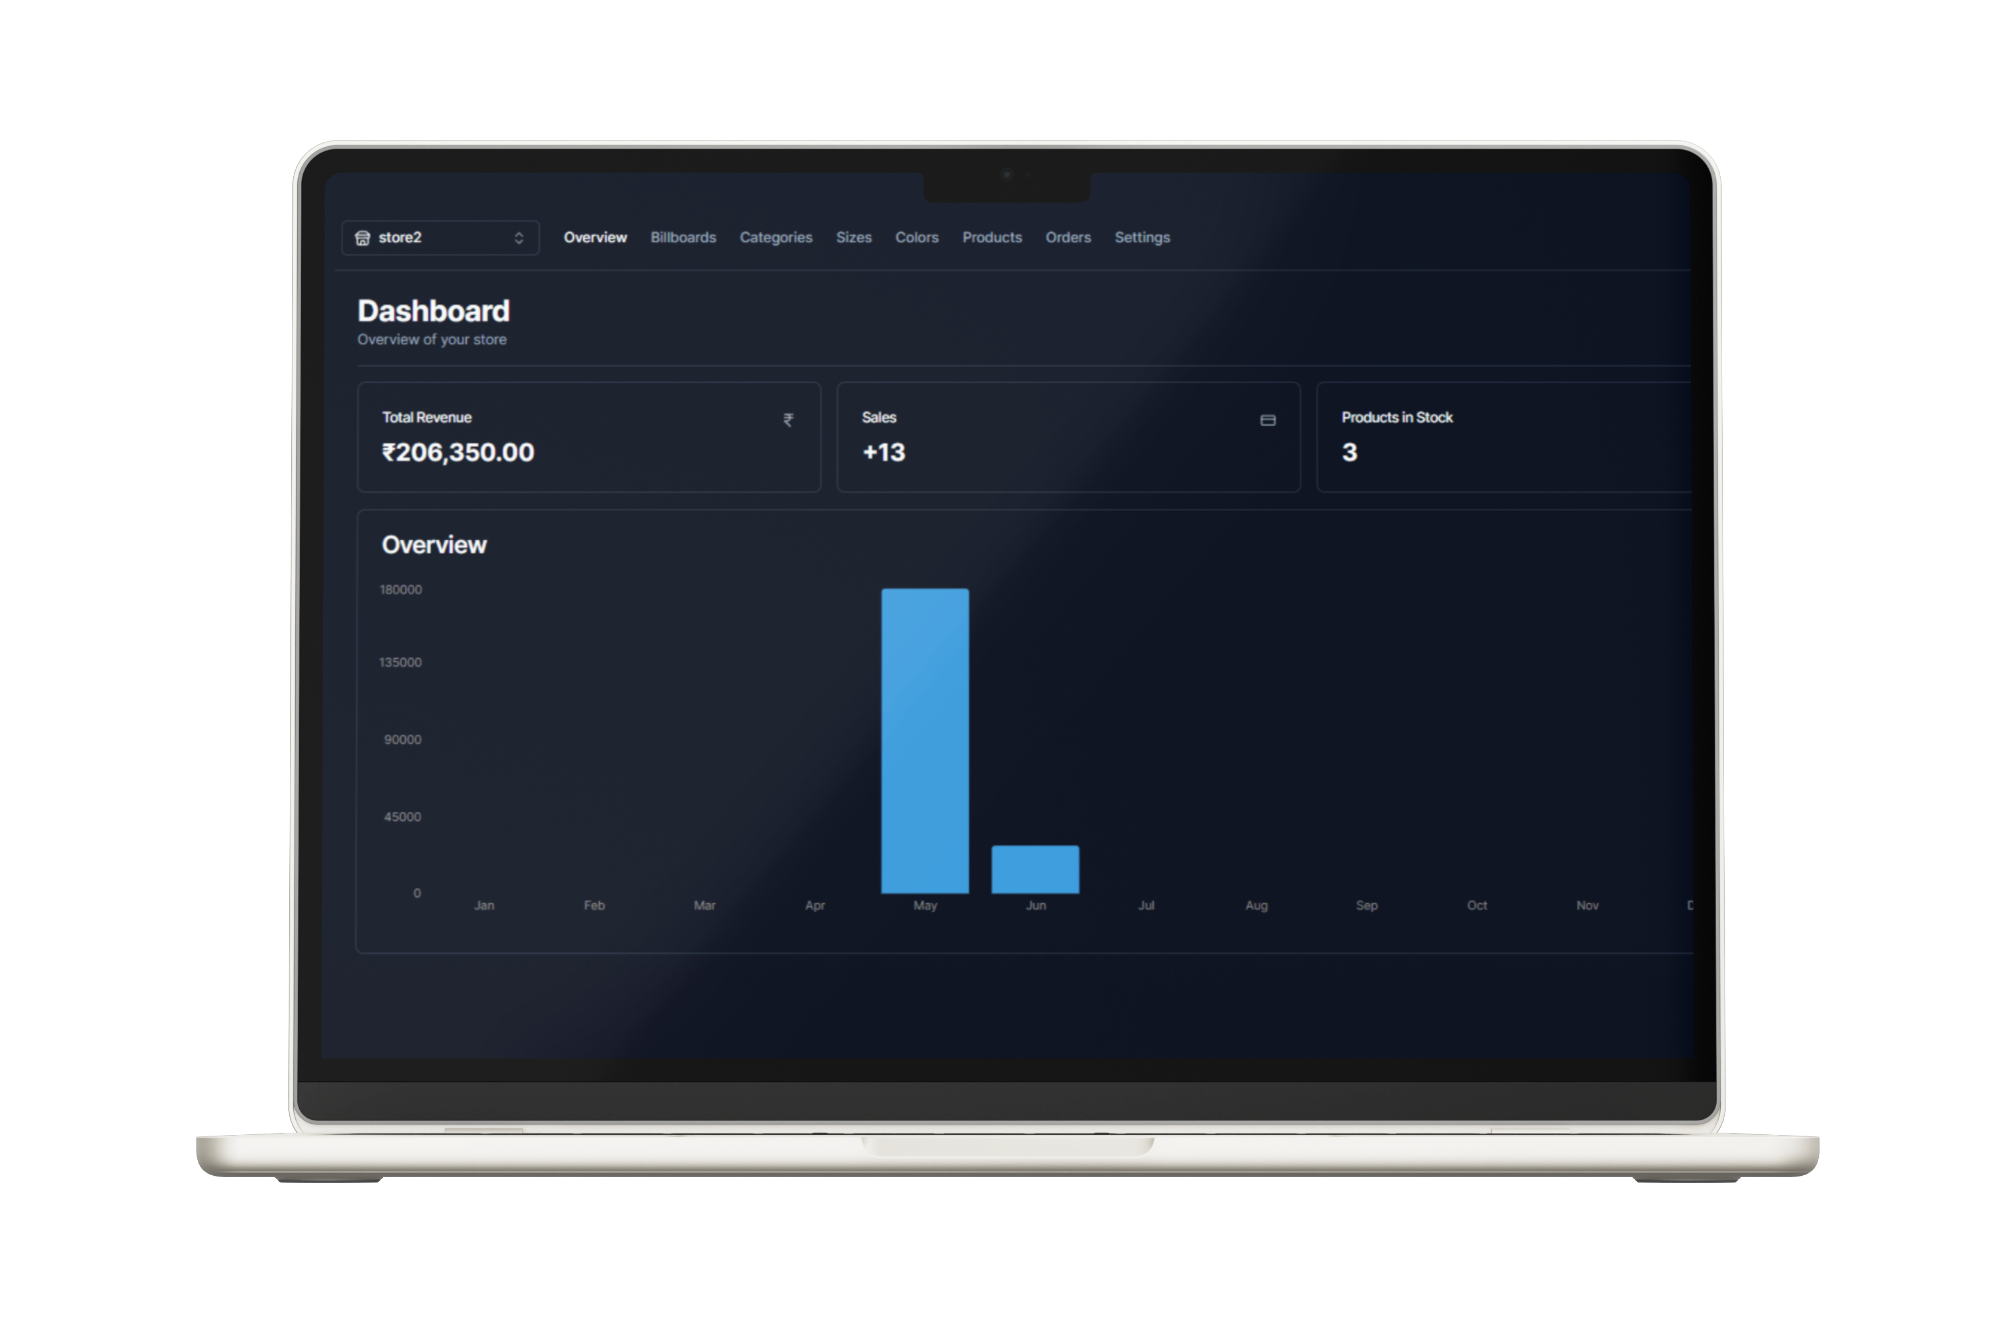 store2 Overview Billboards Categories Sizes Colors Products Orders Settings
Dashboard
Overview of your store
Total Revenue ₹ Sales Products in Stock
₹206,350.00 +13 3
Overview
180000
135000
90000
45000
0
Jan Feb Mar Apr May Jun Jul Aug Sep Oct Nov